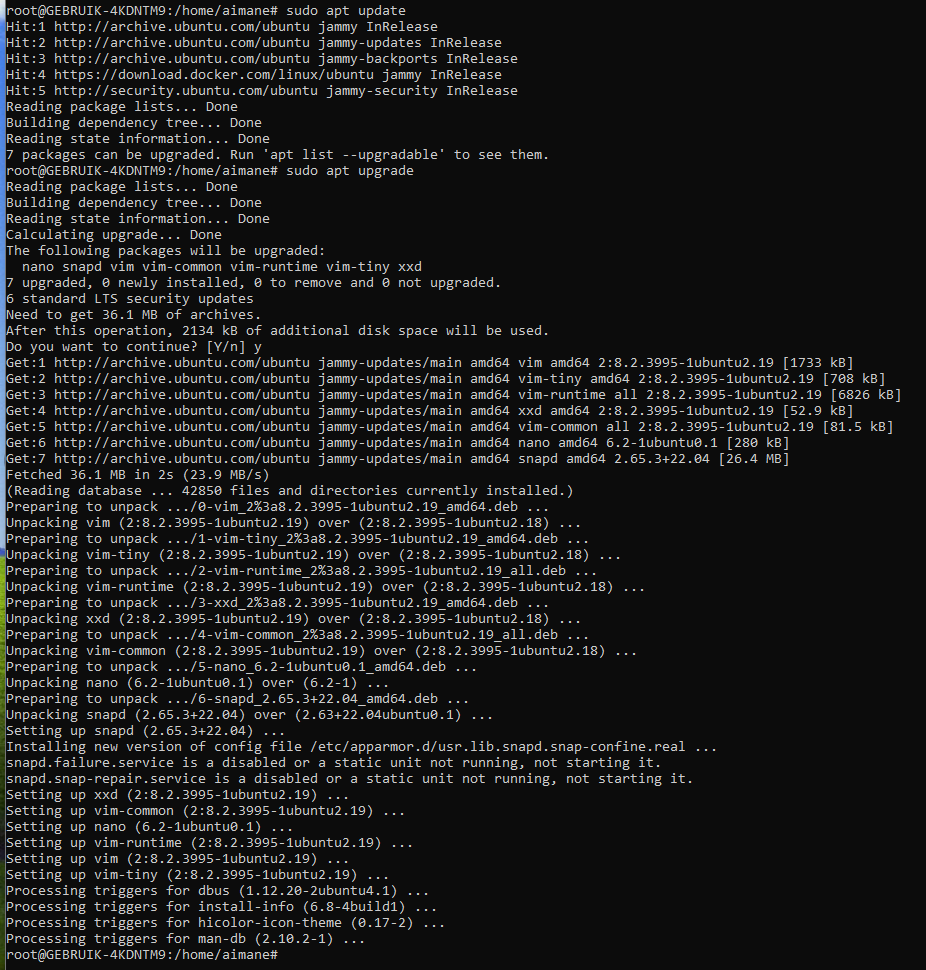 root@GEBRUIK-4KDNTM9:/home/aimane# sudo apt update
Hit:1 http://archive.ubuntu.com/ubuntu jammy InRelease
Hit:2 http://archive.ubuntu.com/ubuntu jammy-updates InRelease
Hit:3 http://archive.ubuntu.com/ubuntu jammy-backports InRelease
Hit:4 https://download.docker.com/linux/ubuntu jammy InRelease
Hit:5 http://security.ubuntu.com/ubuntu jammy-security InRelease
Reading package lists... Done
Building dependency tree... Done
Reading state information... Done
7 packages can be upgraded. Run 'apt list --upgradable' to see them.
root@GEBRUIK-4KDNTM9:/home/aimane# sudo apt upgrade
Reading package lists... Done
Building dependency tree... Done
Reading state information... Done
Calculating upgrade... Done
The following packages will be upgraded:
  nano snapd vim vim-common vim-runtime vim-tiny xxd
7 upgraded, 0 newly installed, 0 to remove and 0 not upgraded.
6 standard LTS security updates
Need to get 36.1 MB of archives.
After this operation, 2134 kB of additional disk space will be used.
Do you want to continue? [Y/n] y
Get:1 http://archive.ubuntu.com/ubuntu jammy-updates/main amd64 vim amd64 2:8.2.3995-1ubuntu2.19 [1733 kB]
Get:2 http://archive.ubuntu.com/ubuntu jammy-updates/main amd64 vim-tiny amd64 2:8.2.3995-1ubuntu2.19 [708 kB]
Get:3 http://archive.ubuntu.com/ubuntu jammy-updates/main amd64 vim-runtime all 2:8.2.3995-1ubuntu2.19 [6826 kB]
Get:4 http://archive.ubuntu.com/ubuntu jammy-updates/main amd64 xxd amd64 2:8.2.3995-1ubuntu2.19 [52.9 kB]
Get:5 http://archive.ubuntu.com/ubuntu jammy-updates/main amd64 vim-common all 2:8.2.3995-1ubuntu2.19 [81.5 kB]
Get:6 http://archive.ubuntu.com/ubuntu jammy-updates/main amd64 nano amd64 6.2-1ubuntu0.1 [280 kB]
Get:7 http://archive.ubuntu.com/ubuntu jammy-updates/main amd64 snapd amd64 2.65.3+22.04 [26.4 MB]
Fetched 36.1 MB in 2s (23.9 MB/s)
(Reading database ... 42850 files and directories currently installed.)
Preparing to unpack .../0-vim_2%3a8.2.3995-1ubuntu2.19_amd64.deb ...
Unpacking vim (2:8.2.3995-1ubuntu2.19) over (2:8.2.3995-1ubuntu2.18) ...
Preparing to unpack .../1-vim-tiny_2%3a8.2.3995-1ubuntu2.19_amd64.deb ...
Unpacking vim-tiny (2:8.2.3995-1ubuntu2.19) over (2:8.2.3995-1ubuntu2.18) ...
Preparing to unpack .../2-vim-runtime_2%3a8.2.3995-1ubuntu2.19_all.deb ...
Unpacking vim-runtime (2:8.2.3995-1ubuntu2.19) over (2:8.2.3995-1ubuntu2.18) ...
Preparing to unpack .../3-xxd_2%3a8.2.3995-1ubuntu2.19_amd64.deb ...
Unpacking xxd (2:8.2.3995-1ubuntu2.19) over (2:8.2.3995-1ubuntu2.18) ...
Preparing to unpack .../4-vim-common_2%3a8.2.3995-1ubuntu2.19_all.deb ...
Unpacking vim-common (2:8.2.3995-1ubuntu2.19) over (2:8.2.3995-1ubuntu2.18) ...
Preparing to unpack .../5-nano_6.2-1ubuntu0.1_amd64.deb ...
Unpacking nano (6.2-1ubuntu0.1) over (6.2-1) ...
Preparing to unpack .../6-snapd_2.65.3+22.04_amd64.deb ...
Unpacking snapd (2.65.3+22.04) over (2.63+22.04ubuntu0.1) ...
Setting up snapd (2.65.3+22.04) ...
Installing new version of config file /etc/apparmor.d/usr.lib.snapd.snap-confine.real ...
snapd.failure.service is a disabled or a static unit not running, not starting it.
snapd.snap-repair.service is a disabled or a static unit not running, not starting it.
Setting up xxd (2:8.2.3995-1ubuntu2.19) ...
Setting up vim-common (2:8.2.3995-1ubuntu2.19) ...
Setting up nano (6.2-1ubuntu0.1) ...
Setting up vim-runtime (2:8.2.3995-1ubuntu2.19) ...
Setting up vim (2:8.2.3995-1ubuntu2.19) ...
Setting up vim-tiny (2:8.2.3995-1ubuntu2.19) ...
Processing triggers for dbus (1.12.20-2ubuntu4.1) ...
Processing triggers for install-info (6.8-4build1) ...
Processing triggers for hicolor-icon-theme (0.17-2) ...
Processing triggers for man-db (2.10.2-1) ...
root@GEBRUIK-4KDNTM9:/home/aimane#